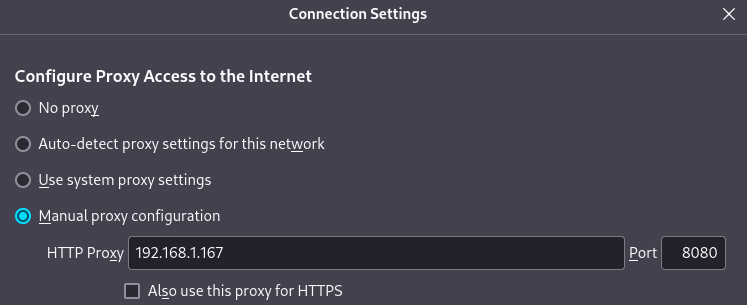 Connection Settings
Configure Proxy Access to the Internet
No proxy
Auto-detect proxy settings for this network
Use system proxy settings
Manual proxy configuration
HTTP Proxy 192.168.1.167 Port 8080
Also use this proxy for HTTPS